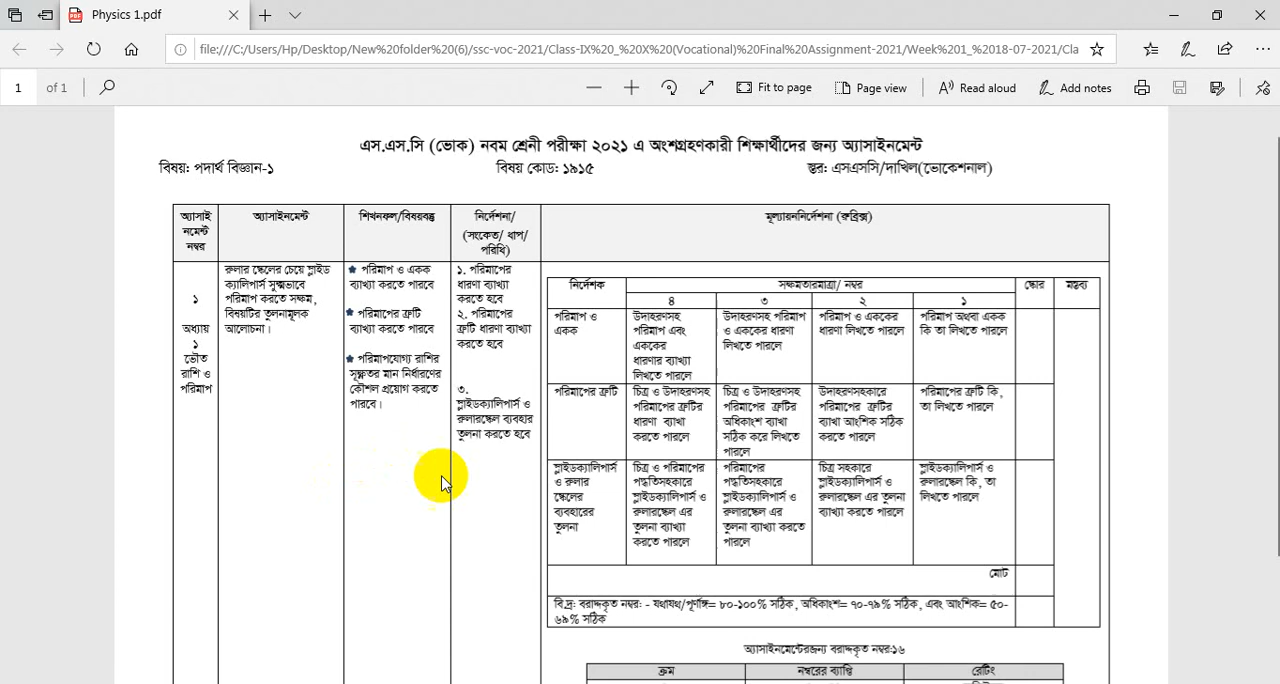 Physics 1.pdf
file:///C:/Users/Hp/Desktop/New%20folder%20(6)/ssc-voc-2021/Class-IX%20_%20X%20(Vocational)%20Final%20Assignment-2021/Week%201_%2018-07-2021/Cla
1 of 1
Fit to page
Page view
Read aloud
Add notes
এস.এস.সি (ভোক) নবম শ্রেনী পরীক্ষা ২০২১ এ অংশগ্রহণকারী শিক্ষার্থীদের জন্য অ্যাসাইনমেন্ট
বিষয়: পদার্থ বিজ্ঞান-১ বিষয় কোড: ১৯১৫ স্তর: এসএসসি/দাখিল(ভোকেশনাল)
অ্যাসাই
নমেন্ট
নম্বর
অ্যাসাইনমেন্ট
শিখনফল/বিষয়বস্তু
নির্দেশনা/
(সংকেত/ ধাপ/
পরিধি)
মূল্যায়ননির্দেশনা (রুব্রিক্স)
১
অধ্যায়
১
ভৌত
রাশি ও
পরিমাপ
রুলার স্কেলের চেয়ে স্লাইড
ক্যালিপার্স সুক্ষ্মভাবে
পরিমাপ করতে সক্ষম,
বিষয়টির তুলনামূলক
আলোচনা।
পরিমাপ ও একক
ব্যাখ্যা করতে পারবে
পরিমাপের ত্রুটি
ব্যাখ্যা করতে পারবে
পরিমাপযোগ্য রাশির
সূক্ষ্মতর মান নির্ধারণের
কৌশল প্রয়োগ করতে
পারবে।
১. পরিমাপের
ধারণা ব্যাখ্যা
করতে হবে
২. পরিমাপের
ত্রুটি ধারণা ব্যাখ্যা
করতে হবে
৩.
স্লাইডক্যালিপার্স ও
রুলারস্কেল ব্যবহার
তুলনা করতে হবে
নির্দেশক
সক্ষমতারমাত্রা/ নম্বর
স্কোর
মন্তব্য
৪ ৩ ২ ১
পরিমাপ ও
একক
উদাহরণসহ
পরিমাপ এবং
এককের
ধারণার ব্যাখ্যা
লিখতে পারলে
উদাহরণসহ পরিমাপ
ও এককের ধারণা
লিখতে পারলে
পরিমাপ ও এককের
ধারণা লিখতে পারলে
পরিমাপ অথবা একক
কি তা লিখতে পারলে
পরিমাপের ত্রুটি
চিত্র ও উদাহরণসহ
পরিমাপের ত্রুটির
ধারণা ব্যাখা
করতে পারলে
চিত্র ও উদাহরণসহ
পরিমাপের ত্রুটির
অধিকাংশ ব্যাখা
সঠিক করে লিখতে
পারলে
উদাহরণসহকারে
পরিমাপের ত্রুটির
ব্যাখা আংশিক সঠিক
করতে পারলে
পরিমাপের ত্রুটি কি,
তা লিখতে পারলে
স্লাইডক্যালিপার্স
ও রুলার
স্কেলের
ব্যবহারের
তুলনা
চিত্র ও পরিমাপের
পদ্ধতিসহকারে
স্লাইডক্যালিপার্স ও
রুলারস্কেল এর
তুলনা ব্যাখ্যা
করতে পারলে
পরিমাপের
পদ্ধতিসহকারে
স্লাইডক্যালিপার্স ও
রুলারস্কেল এর
তুলনা ব্যাখ্যা করতে
পারলে
চিত্র সহকারে
স্লাইডক্যালিপার্স ও
রুলারস্কেল এর তুলনা
ব্যাখ্যা করতে পারলে
স্লাইডক্যালিপার্স ও
রুলারস্কেল কি, তা
লিখতে পারলে
মোট
বি.দ্র: বরাদ্দকৃত নম্বর: - যথাযথ/পূর্ণাঙ্গ= ৮০-১০০% সঠিক, অধিকাংশ= ৭০-৭৯% সঠিক, এবং আংশিক= ৫০-
৬৯% সঠিক
অ্যাসাইনমেন্টেরজন্য বরাদ্দকৃত নম্বর:১৬
ক্রম নম্বরের ব্যাপ্তি রেটিং